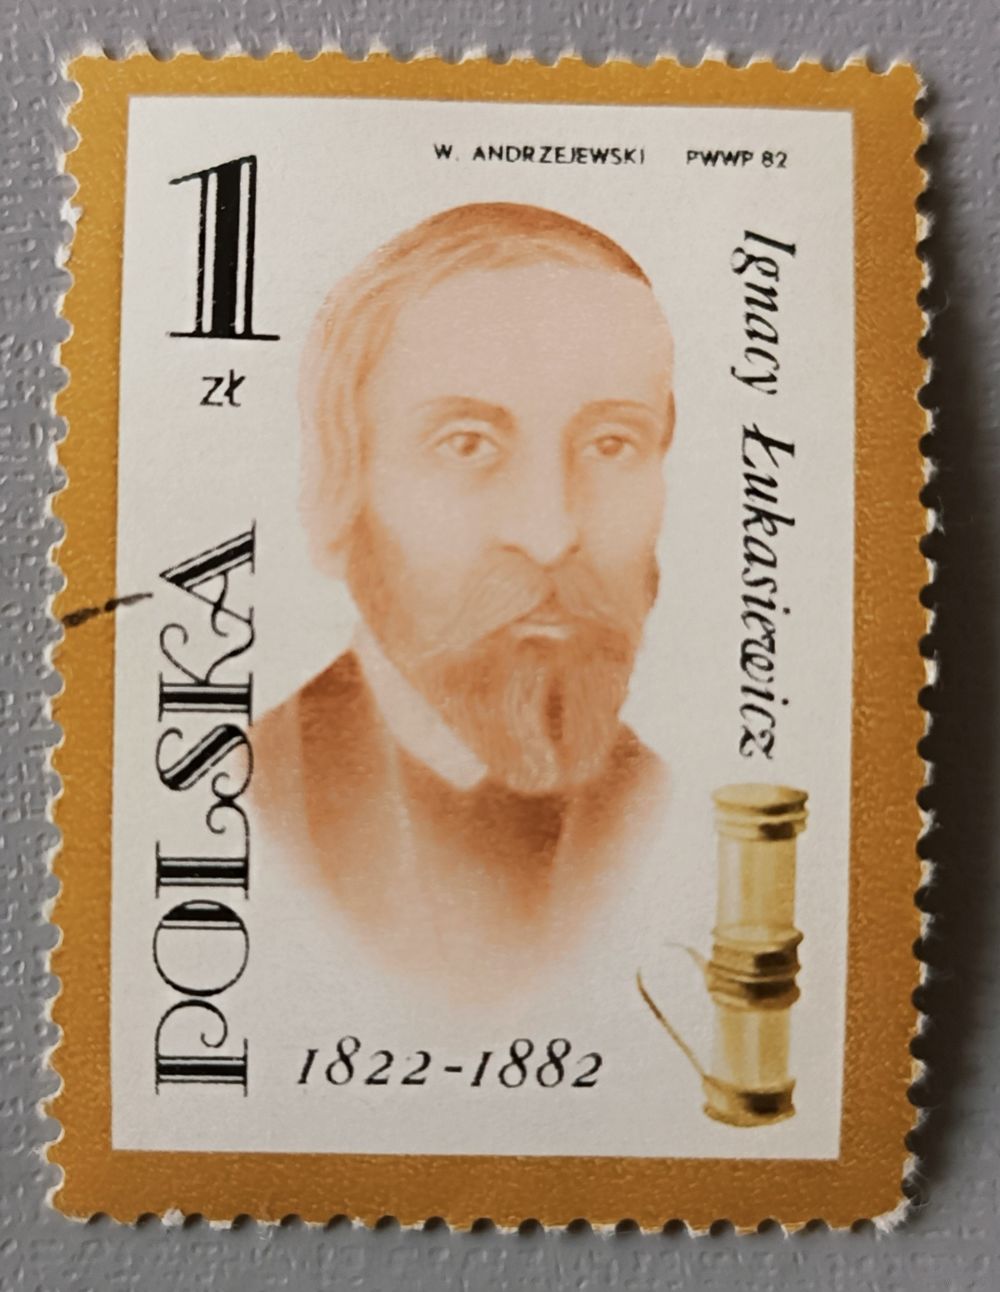 W. ANDRZEJEWSKI PWWP 82
1
zł
POLSKA
Ignacy Łukasiewicz
1822-1882